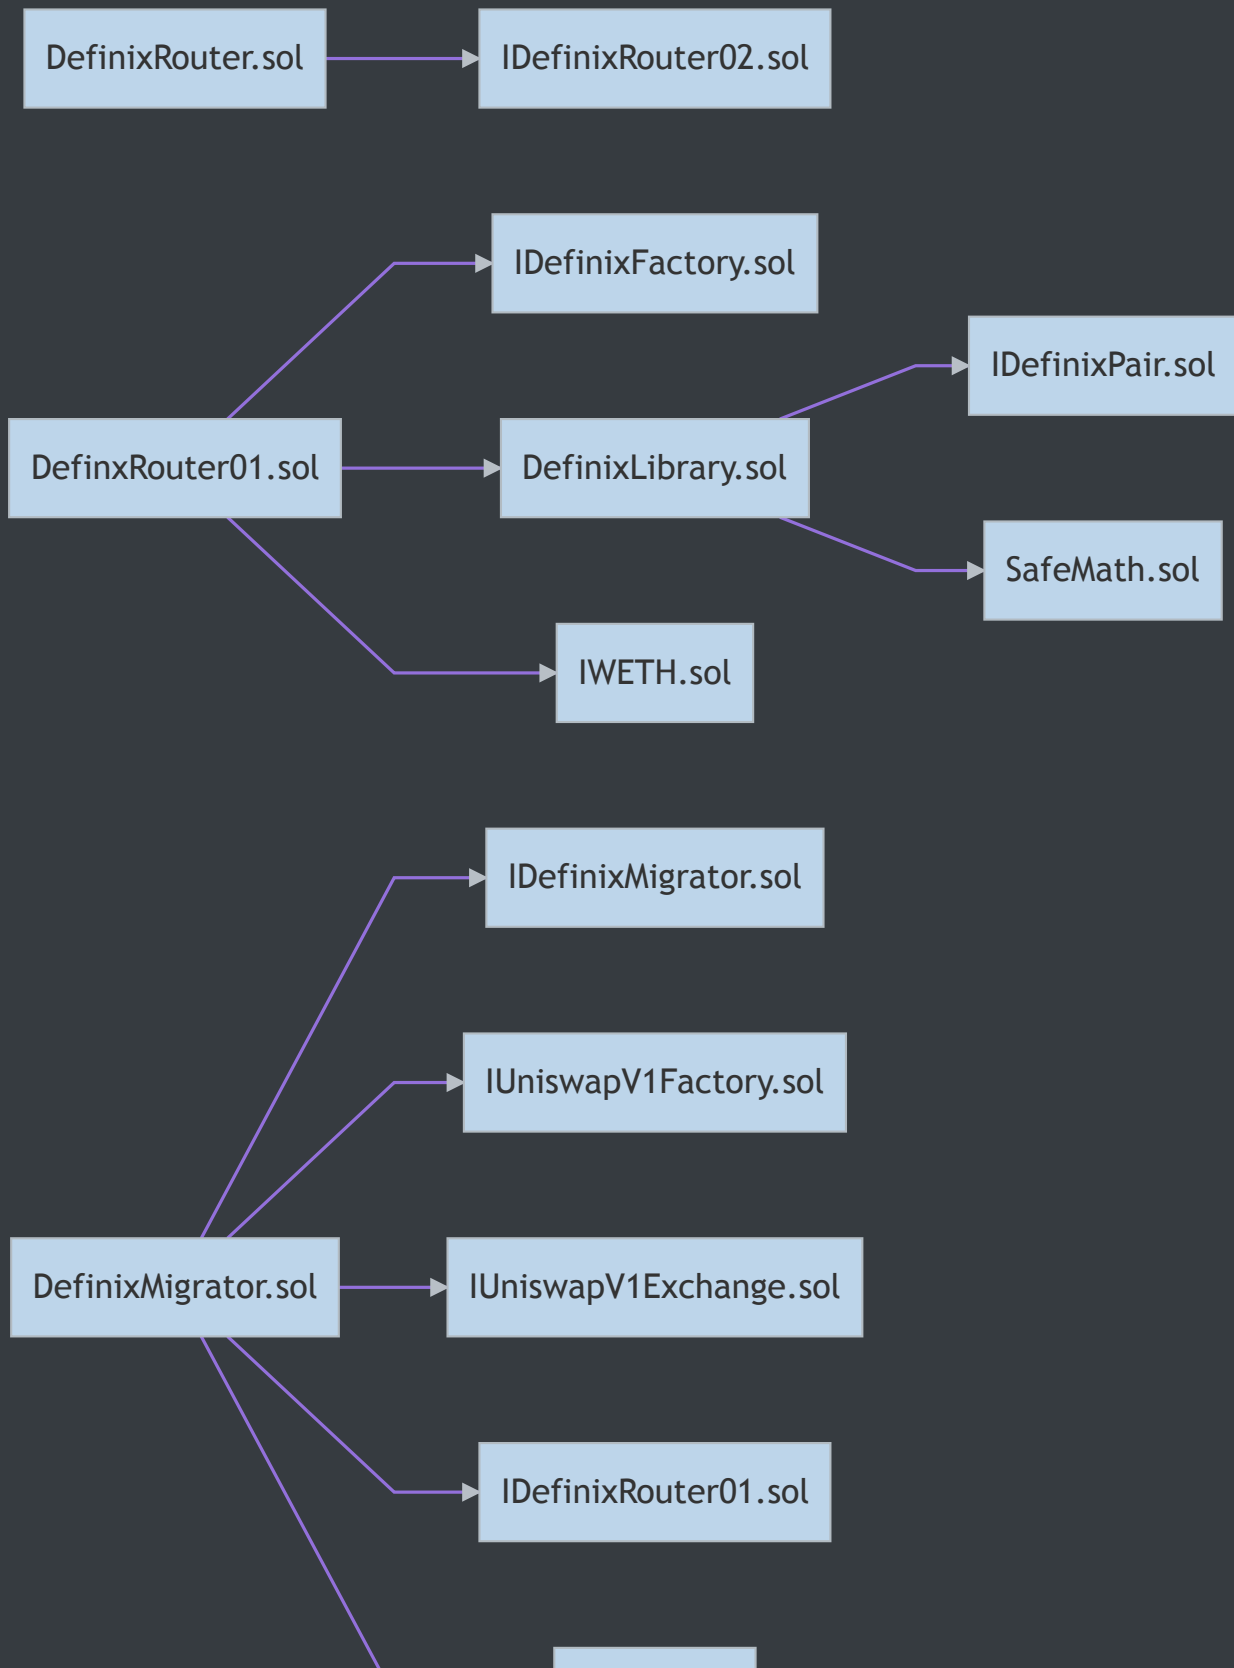 DefinixRouter.sol
IDefinixRouter02.sol
IDefinixFactory.sol
IDefinixPair.sol
DefinxRouter01.sol
DefinixLibrary.sol
SafeMath.sol
IWETH.sol
IDefinixMigrator.sol
IUniswapV1Factory.sol
DefinixMigrator.sol
IUniswapV1Exchange.sol
IDefinixRouter01.sol